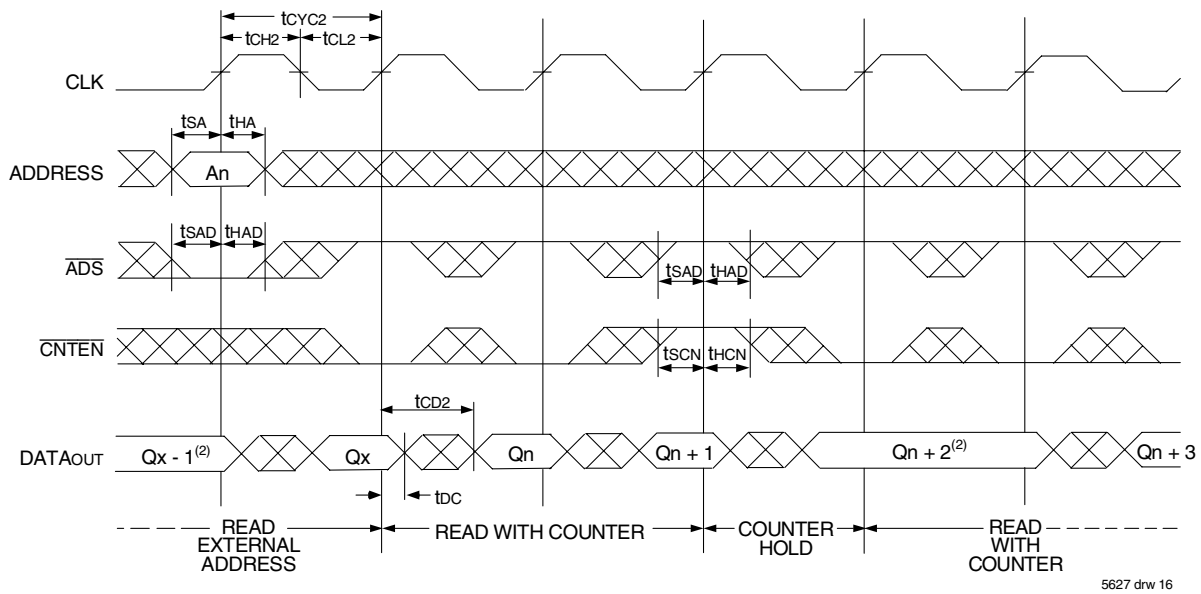 tCYC2
tCH2 tCL2
CLK
tSA tHA
ADDRESS An
tSAD tHAD
ADS
tSAD tHAD
CNTEN
tSCN tHCN
tCD2
DATAOUT Qx - 1(2) Qx Qn Qn + 1 Qn + 2(2) Qn + 3
tDC
READ EXTERNAL ADDRESS
READ WITH COUNTER
COUNTER HOLD
READ WITH COUNTER
5627 drw 16